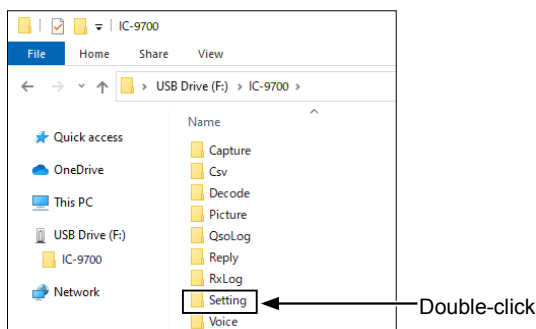 IC-9700
File Home Share View
USB Drive (F:) > IC-9700 >
Name
Quick access
OneDrive
This PC
USB Drive (F:)
IC-9700
Network
Capture
Csv
Decode
Picture
QsoLog
Reply
RxLog
Setting
Voice
Double-click